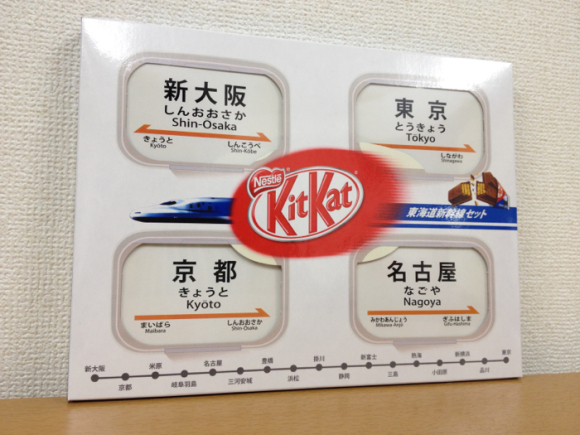 新大阪
しんおおさか
Shin-Osaka
きょうと
Kyōto
しんこうべ
Shin-Kōbe
東京
とうきょう
Tōkyō
しながわ
Shinagawa
Nestlé
KitKat
東海道新幹線セット
京都
きょうと
Kyōto
まいばら
Maibara
しんおおさか
Shin-Osaka
名古屋
なごや
Nagoya
みかわあんじょう
Mikawa-Anjō
ぎふはしま
Gifu-Hashima
新大阪 京都 米原 岐阜羽島 名古屋 三河安城 豊橋 浜松 掛川 静岡 新富士 三島 熱海 小田原 新横浜 品川 東京